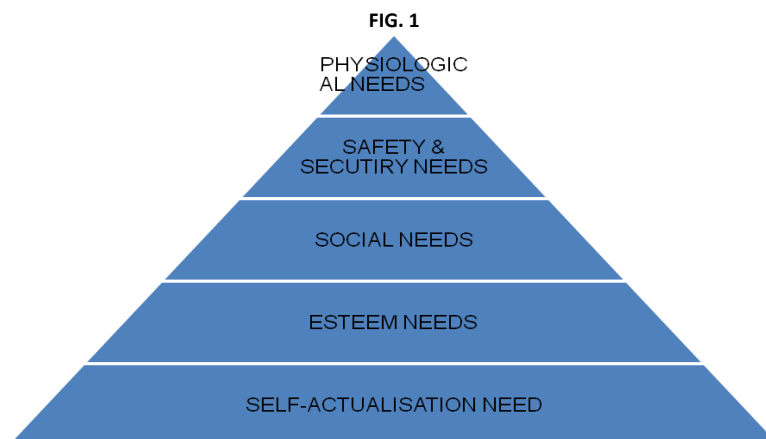 FIG. 1
PHYSIOLOGIC
AL NEEDS
SAFETY &
SECUTIRY NEEDS
SOCIAL NEEDS
ESTEEM NEEDS
SELF-ACTUALISATION NEED